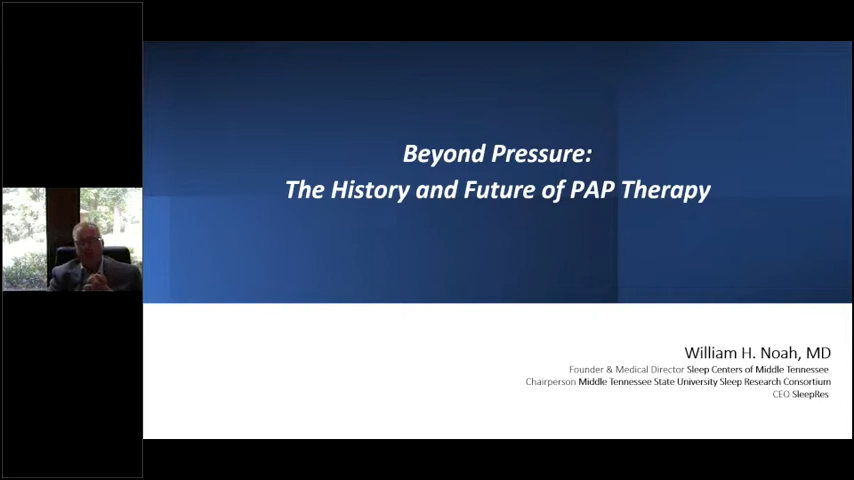 Beyond Pressure:
The History and Future of PAP Therapy
William H. Noah, MD
Founder & Medical Director Sleep Centers of Middle Tennessee
Chairperson Middle Tennessee State University Sleep Research Consortium
CEO SleepRes